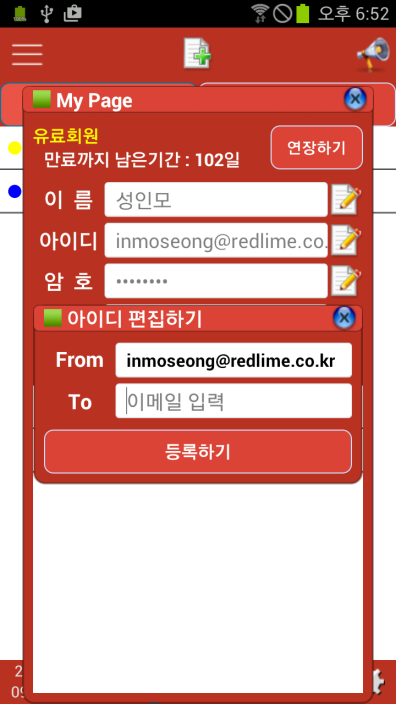 오후 6:52
My Page
유료회원
만료까지 남은기간 : 102일
연장하기
이 름 성인모
아이디 inmoseong@redlime.co.
암 호 ••••••••
아이디 편집하기
From inmoseong@redlime.co.kr
To 이메일 입력
등록하기